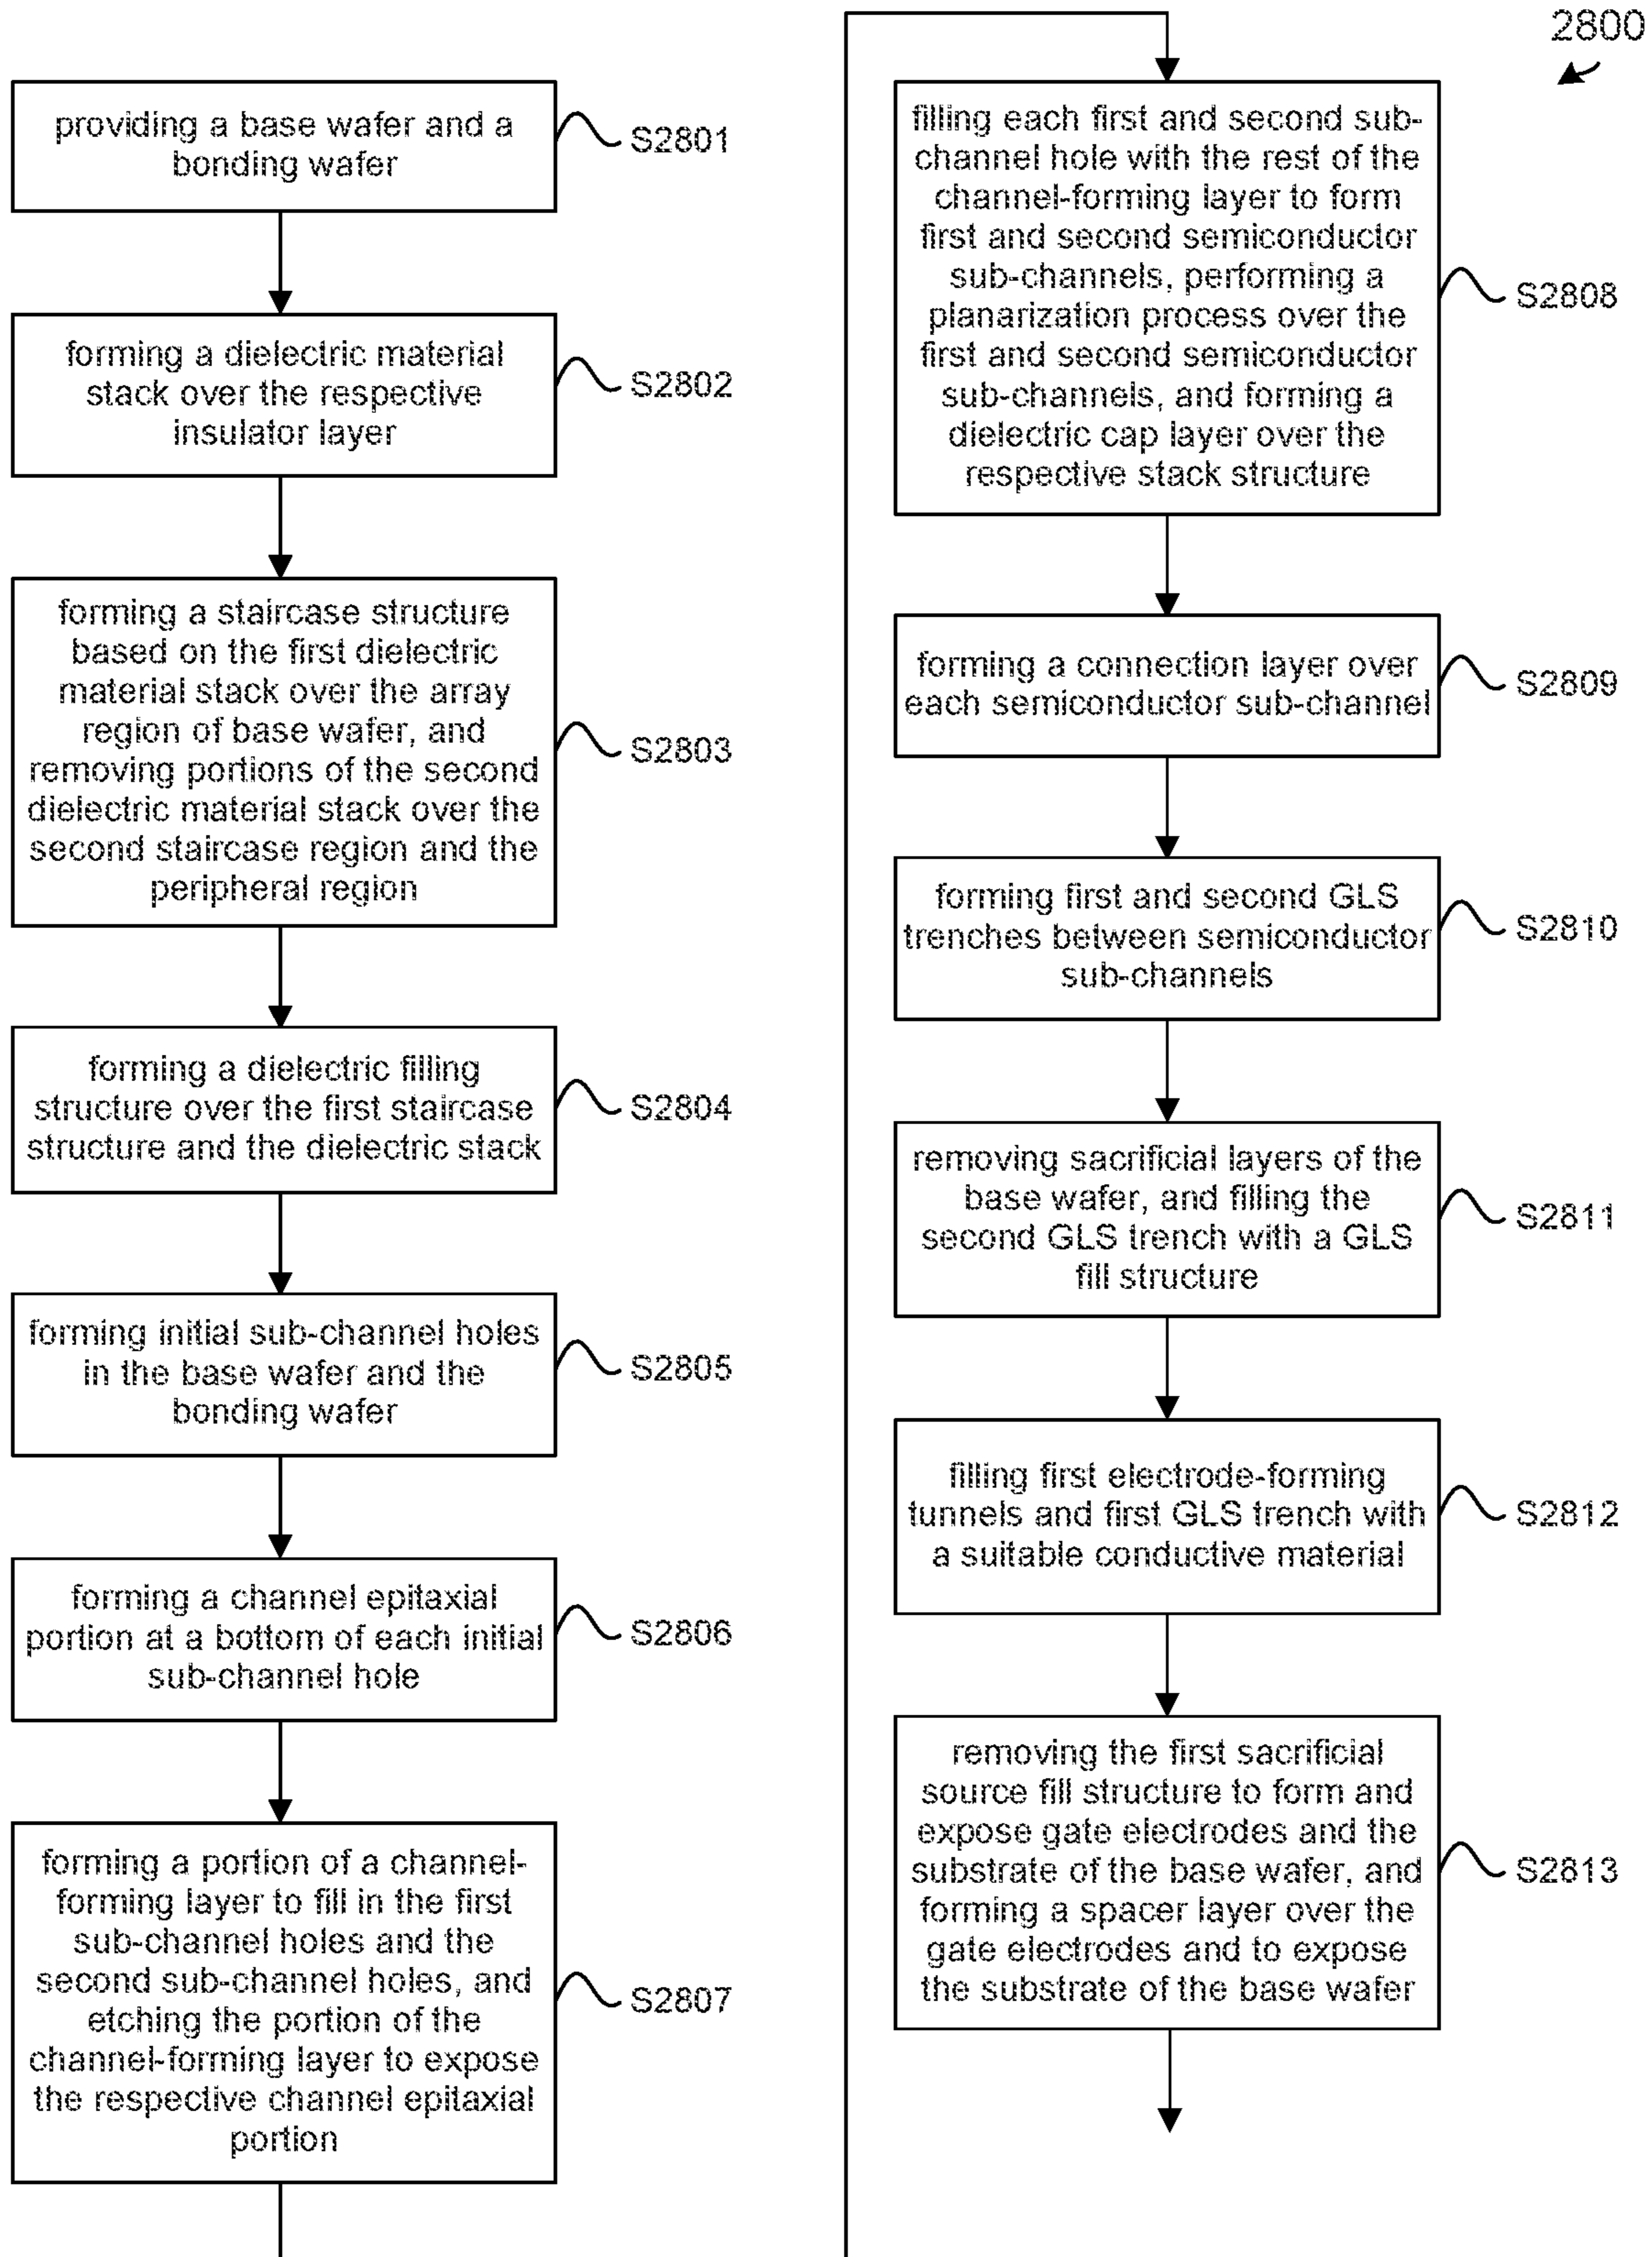 2800
providing a base wafer and a
bonding wafer
S2801
forming a dielectric material
stack over the respective
insulator layer
S2802
forming a staircase structure
based on the first dielectric
material stack over the array
region of base wafer, and
removing portions of the second
dielectric material stack over the
second staircase region and the
peripheral region
S2803
forming a dielectric filling
structure over the first staircase
structure and the dielectric stack
S2804
forming initial sub-channel holes
in the base wafer and the
bonding wafer
S2805
forming a channel epitaxial
portion at a bottom of each initial
sub-channel hole
S2806
forming a portion of a channel-
forming layer to fill in the first
sub-channel holes and the
second sub-channel holes, and
etching the portion of the
channel-forming layer to expose
the respective channel epitaxial
portion
S2807
filling each first and second sub-
channel hole with the rest of the
channel-forming layer to form
first and second semiconductor
sub-channels, performing a
planarization process over the
first and second semiconductor
sub-channels, and forming a
dielectric cap layer over the
respective stack structure
S2808
forming a connection layer over
each semiconductor sub-channel
S2809
forming first and second GLS
trenches between semiconductor
sub-channels
S2810
removing sacrificial layers of the
base wafer, and filling the
second GLS trench with a GLS
fill structure
S2811
filling first electrode-forming
tunnels and first GLS trench with
a suitable conductive material
S2812
removing the first sacrificial
source fill structure to form and
expose gate electrodes and the
substrate of the base wafer, and
forming a spacer layer over the
gate electrodes and to expose
the substrate of the base wafer
S2813